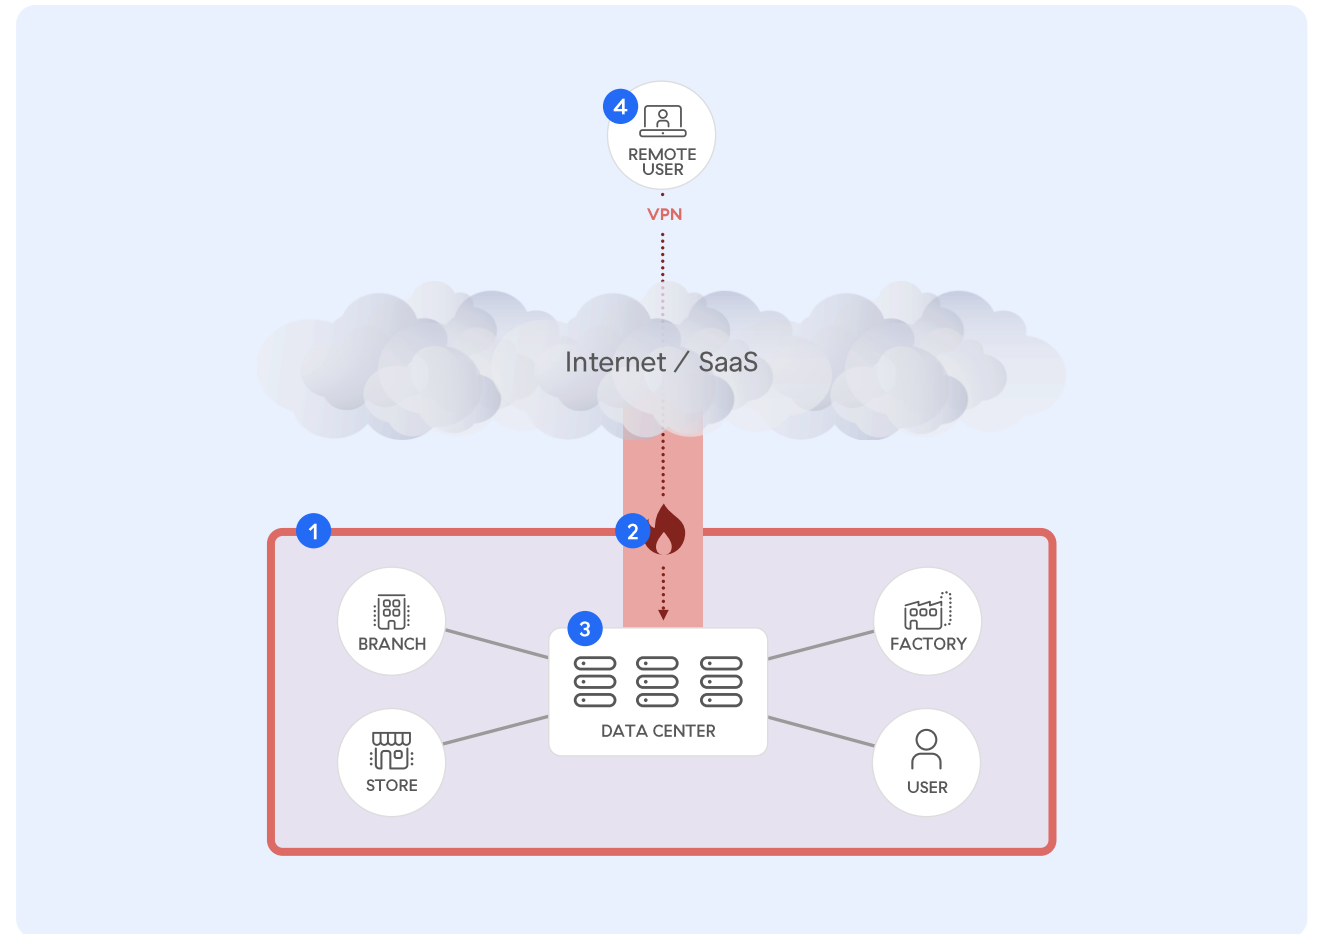 4
REMOTE
USER
VPN
Internet / SaaS
1
2
BRANCH
3
FACTORY
DATA CENTER
STORE
USER